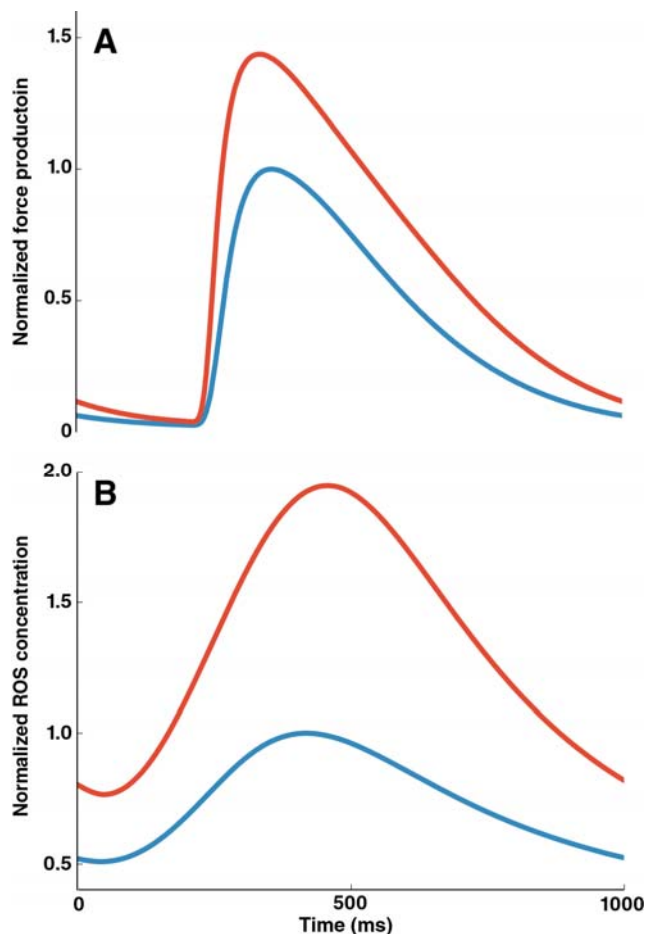 A
Normalized force productoin
1.5
1.0
0.5
0
B
Normalized ROS concentration
2.0
1.5
1.0
0.5
0
500
1000
Time (ms)